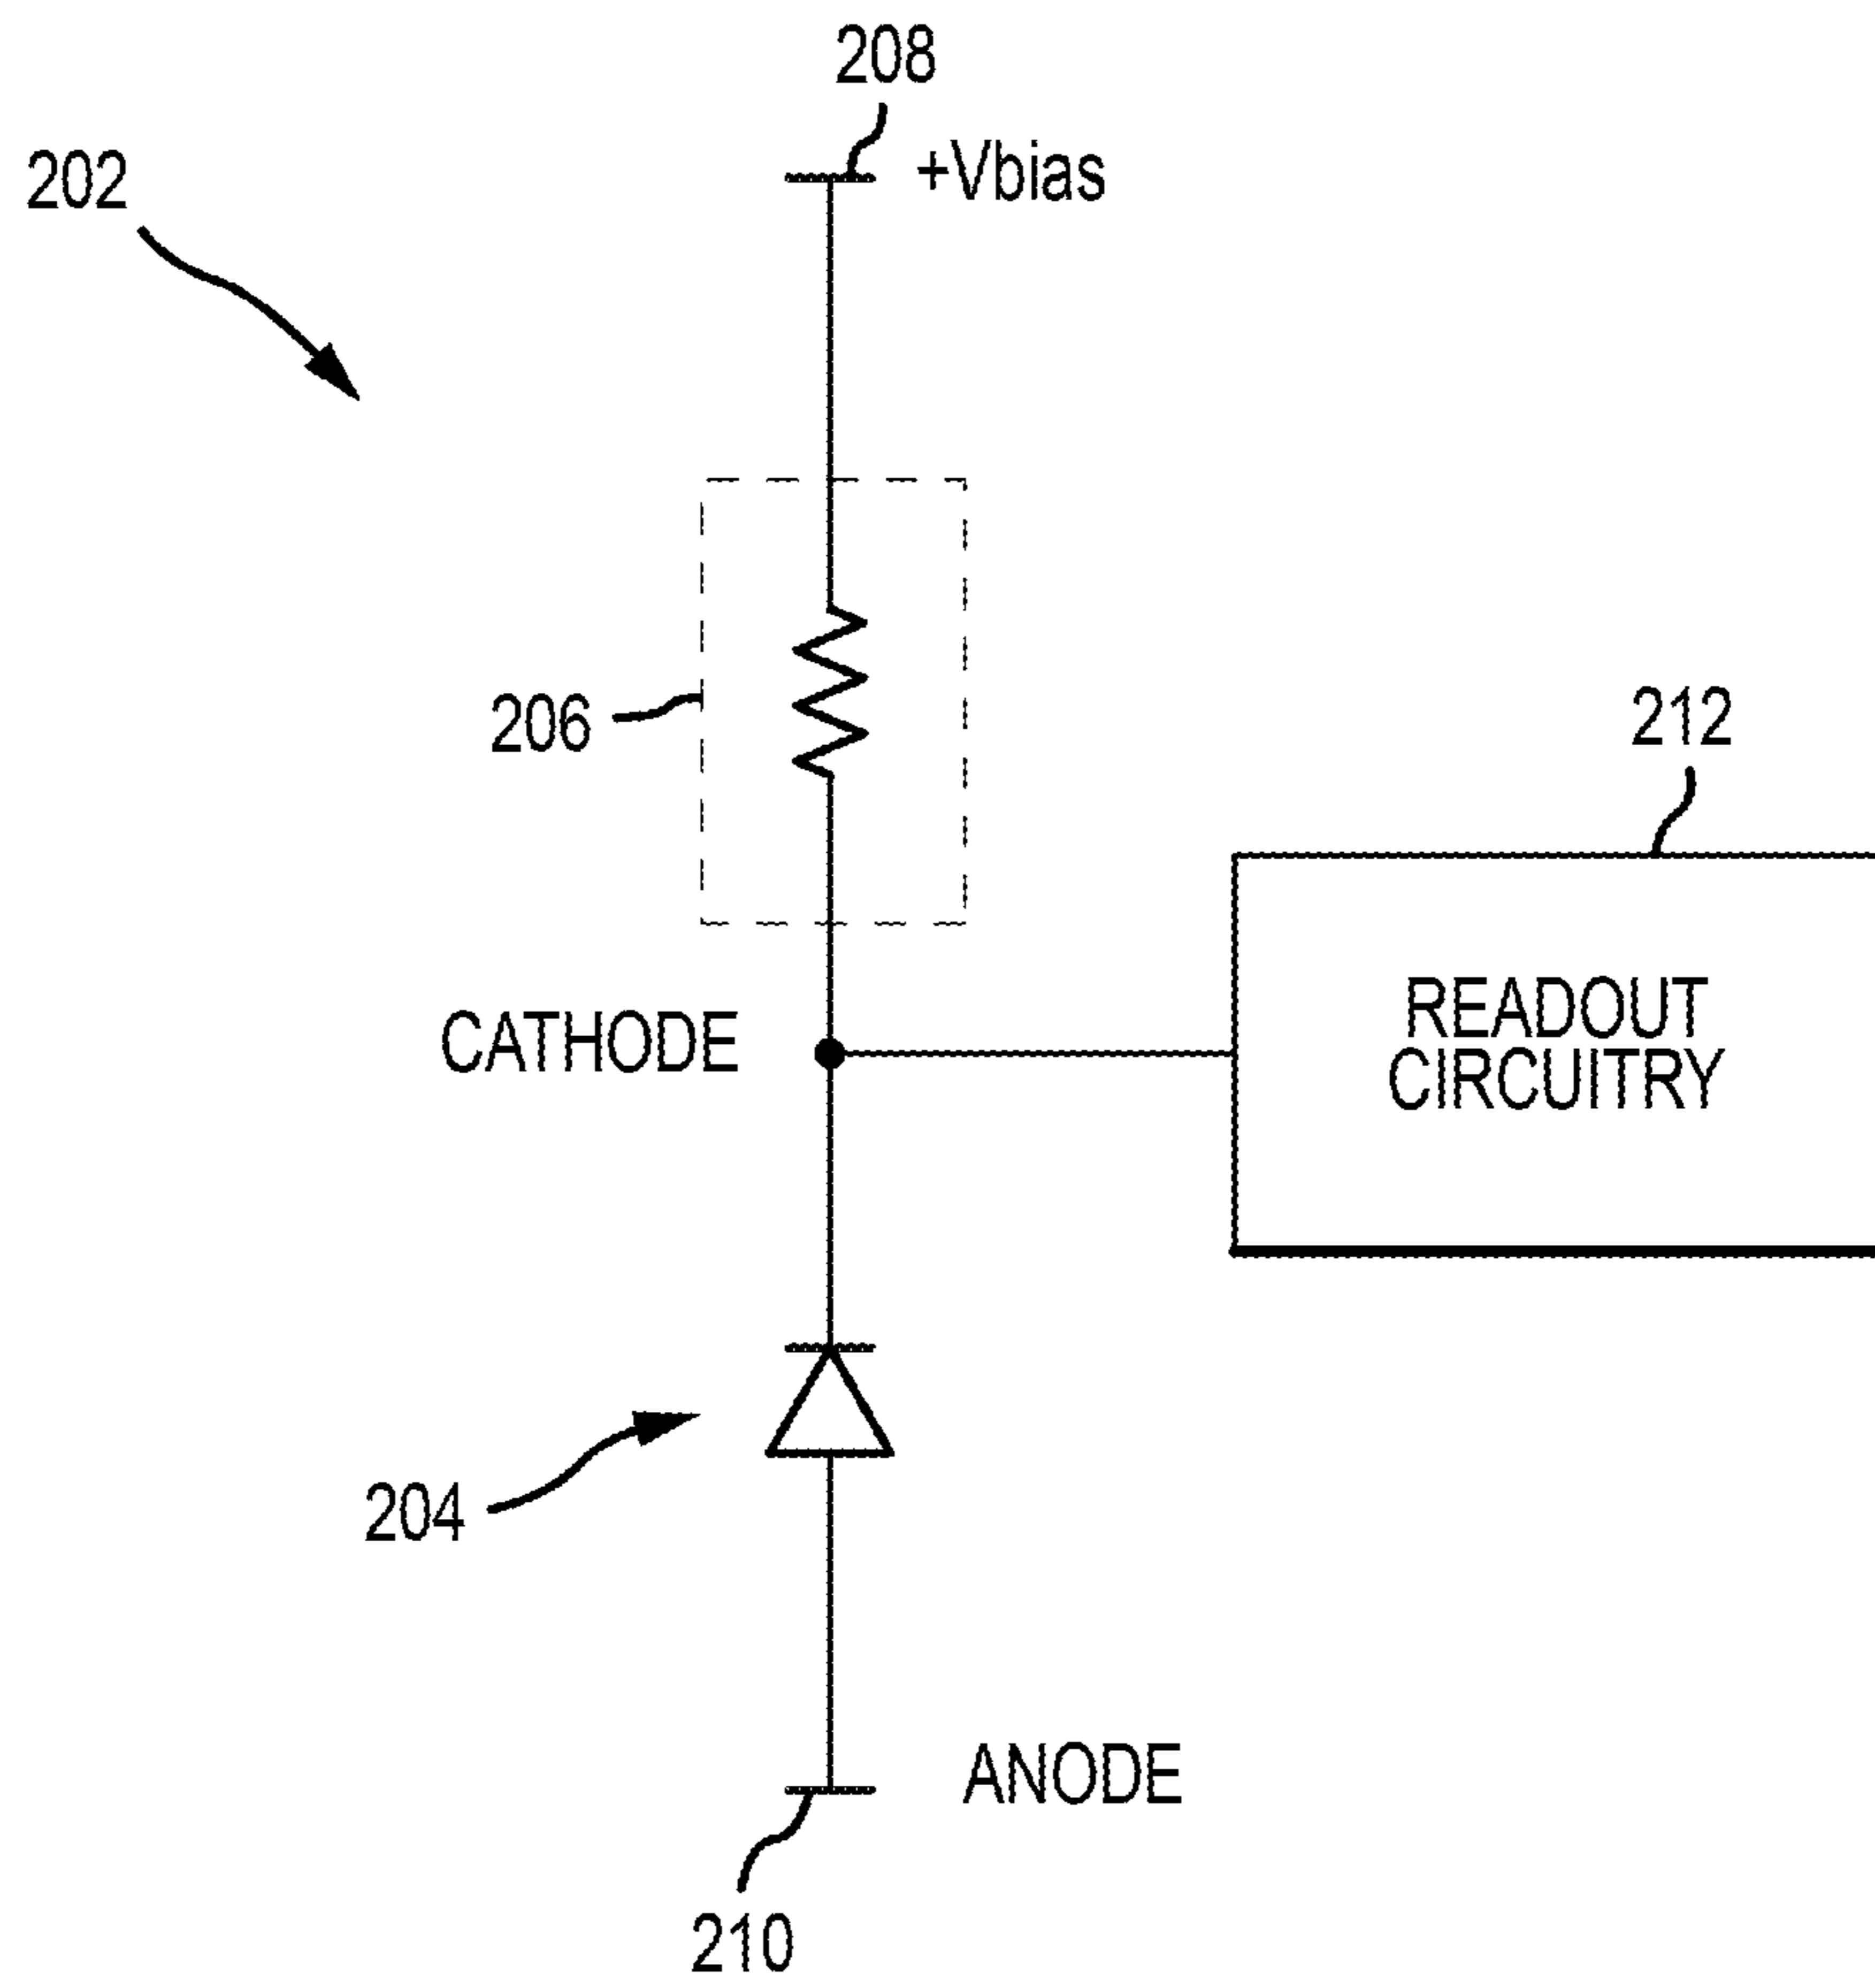 208
+Vbias
202
206
212
CATHODE
READOUT
CIRCUITRY
204
ANODE
210